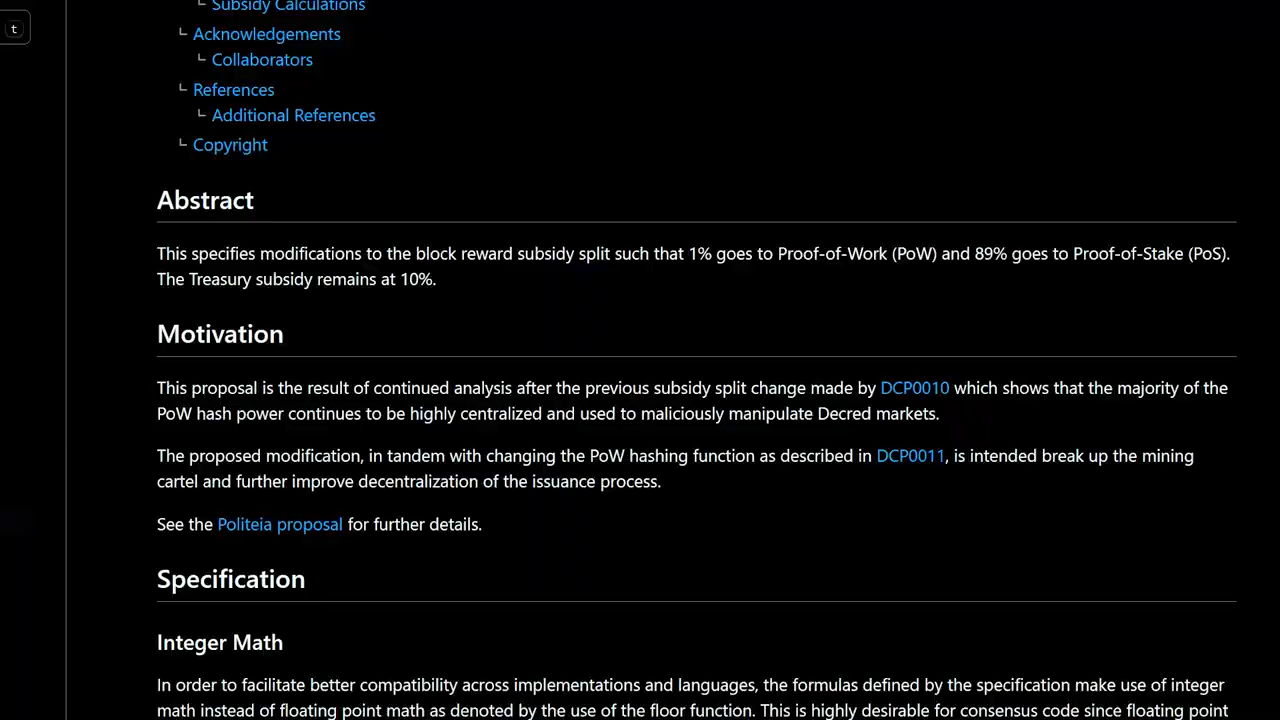 Subsidy Calculations
t
Acknowledgements
Collaborators
References
Additional References
Copyright
Abstract
This specifies modifications to the block reward subsidy split such that 1% goes to Proof-of-Work (PoW) and 89% goes to Proof-of-Stake (PoS).
The Treasury subsidy remains at 10%.
Motivation
This proposal is the result of continued analysis after the previous subsidy split change made by DCP0010 which shows that the majority of the
PoW hash power continues to be highly centralized and used to maliciously manipulate Decred markets.
The proposed modification, in tandem with changing the PoW hashing function as described in DCP0011, is intended break up the mining
cartel and further improve decentralization of the issuance process.
See the Politeia proposal for further details.
Specification
Integer Math
In order to facilitate better compatibility across implementations and languages, the formulas defined by the specification make use of integer
math instead of floating point math as denoted by the use of the floor function. This is highly desirable for consensus code since floating point